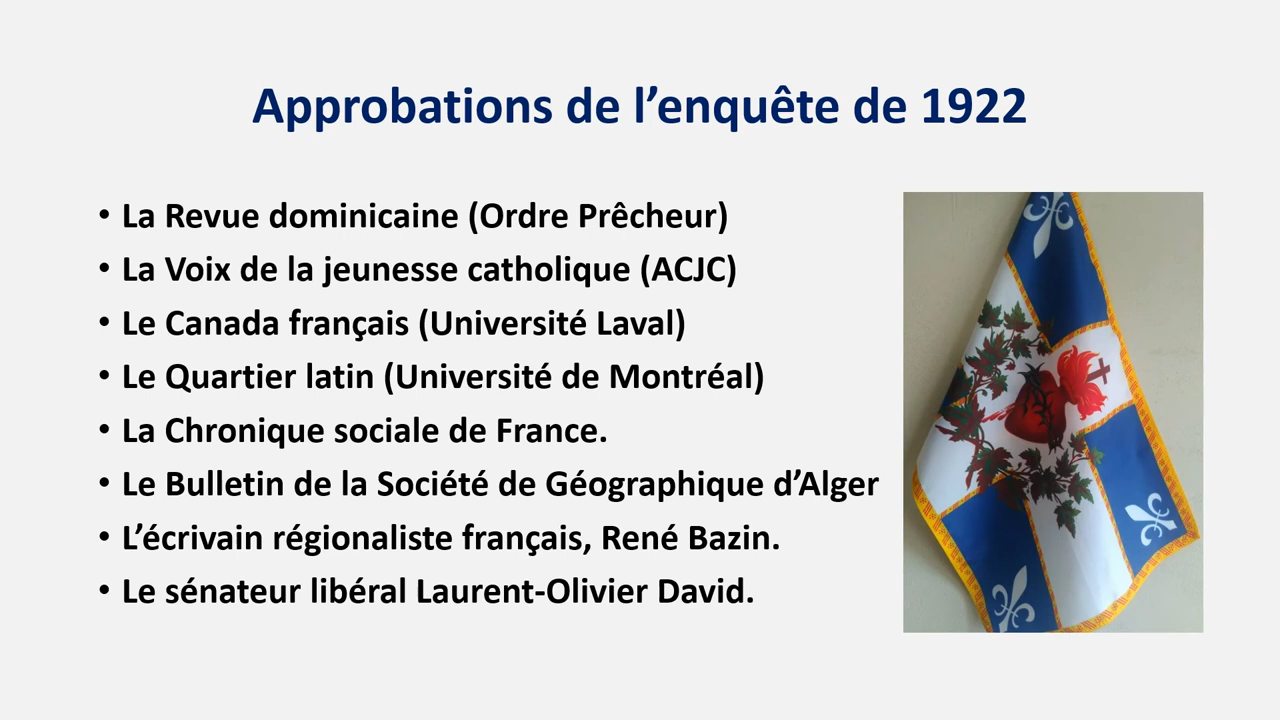 Approbations de l’enquête de 1922
• La Revue dominicaine (Ordre Prêcheur)
• La Voix de la jeunesse catholique (ACJC)
• Le Canada français (Université Laval)
• Le Quartier latin (Université de Montréal)
• La Chronique sociale de France.
• Le Bulletin de la Société de Géographique d’Alger
• L’écrivain régionaliste français, René Bazin.
• Le sénateur libéral Laurent-Olivier David.